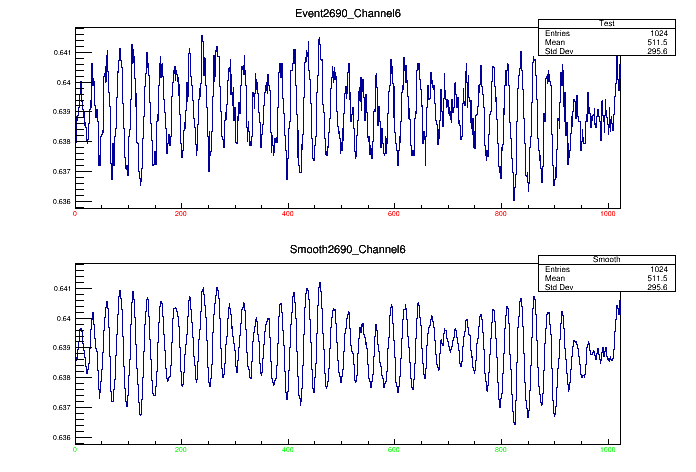 Event2690_Channel6
Test
Entries 1024
Mean 511.5
Std Dev 295.6
0.641
0.64
0.639
0.638
0.637
0.636
0 200 400 600 800 1000
Smooth2690_Channel6
Smooth
Entries 1024
Mean 511.5
Std Dev 295.6
0.641
0.64
0.639
0.638
0.637
0.636
0 200 400 600 800 1000